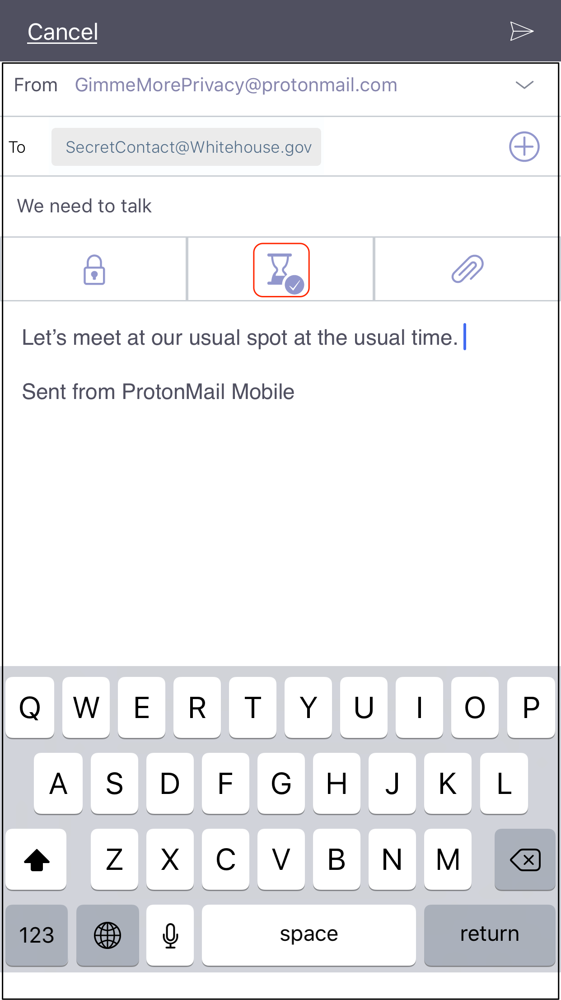 Cancel
From GimmeMorePrivacy@protonmail.com
To SecretContact@Whitehouse.gov
We need to talk
Let’s meet at our usual spot at the usual time.
Sent from ProtonMail Mobile
Q W E R T Y U I O P
A S D F G H J K L
Z X C V B N M
123 space return